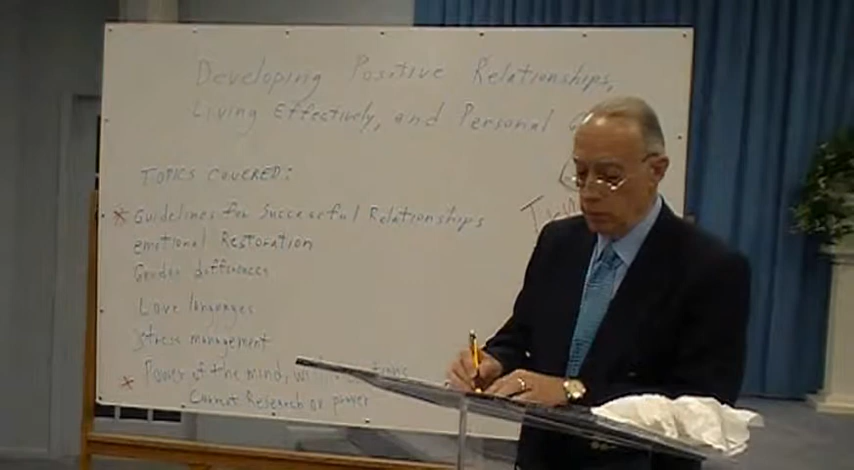 Developing Positive Relationships,
Living Effectively, and Personal G
TOPICS COVERED:
* Guidelines for Successful Relationships
emotional Restoration
Gender differences
Love languages
Stress management
* Power of the mind,
Current Research on prayer